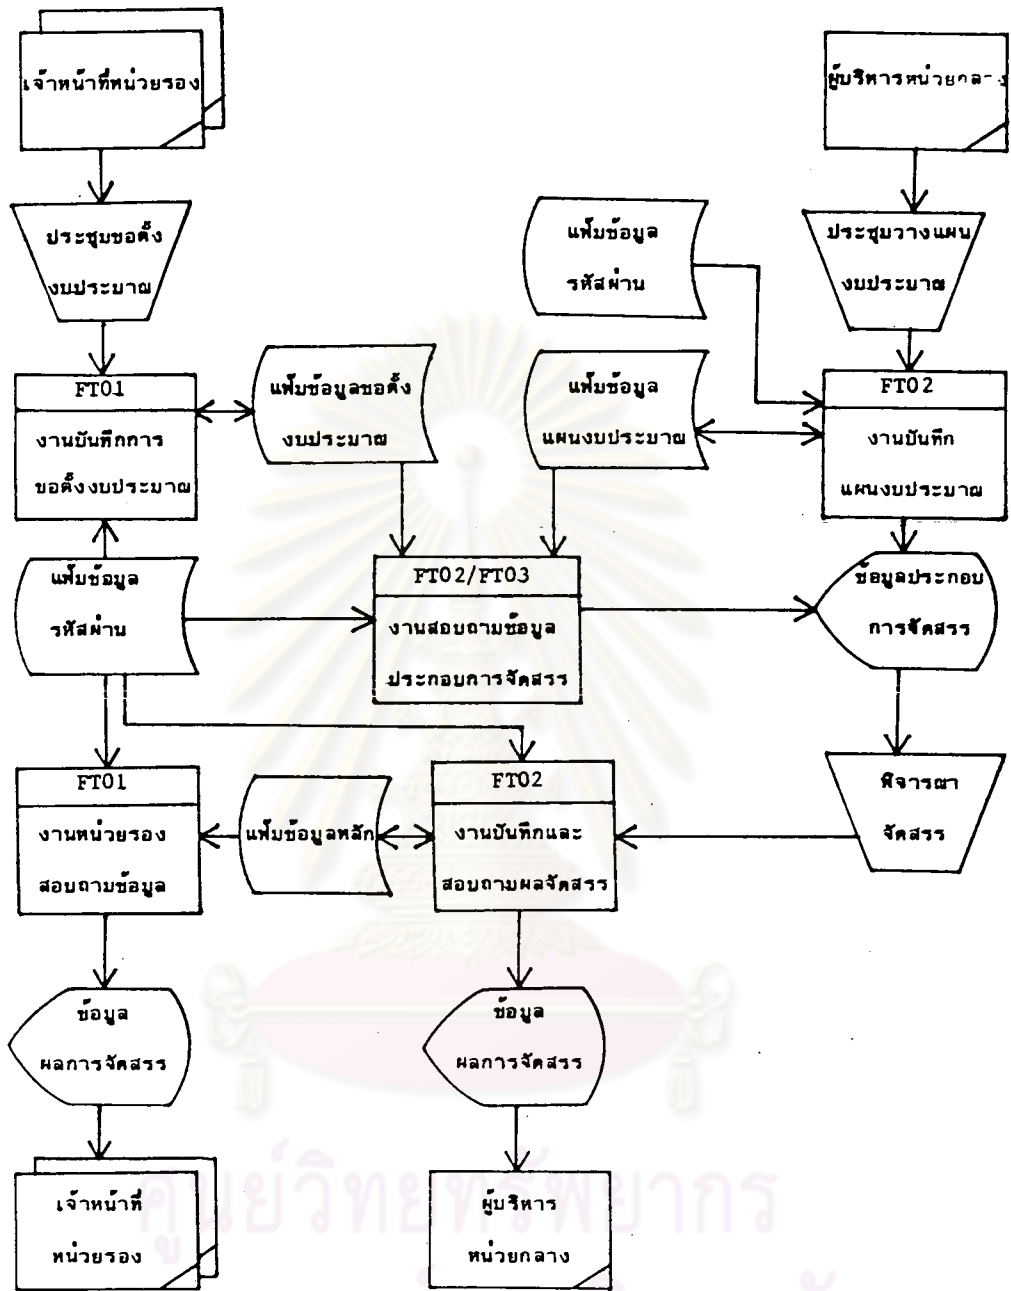 เจ้าหน้าที่หน่วยรอง
ผู้บริหารหน่วยกลาง
ประชุมขอตั้ง
งบประมาณ
แฟ้มข้อมูล
รหัสผ่าน
ประชุมวางแผน
งบประมาณ
FT01
งานบันทึกการ
ขอตั้งงบประมาณ
แฟ้มข้อมูลขอตั้ง
งบประมาณ
แฟ้มข้อมูล
แผนงบประมาณ
FT02
งานบันทึก
แผนงบประมาณ
แฟ้มข้อมูล
รหัสผ่าน
FT02/FT03
งานสอบถามข้อมูล
ประกอบการจัดสรร
ข้อมูลประกอบ
การจัดสรร
FT01
งานหน่วยรอง
สอบถามข้อมูล
แฟ้มข้อมูลหลัก
FT02
งานบันทึกและ
สอบถามผลจัดสรร
พิจารณา
จัดสรร
ข้อมูล
ผลการจัดสรร
ข้อมูล
ผลการจัดสรร
เจ้าหน้าที่
หน่วยรอง
ผู้บริหาร
หน่วยกลาง
ศูนย์วิทยทรัพยากร